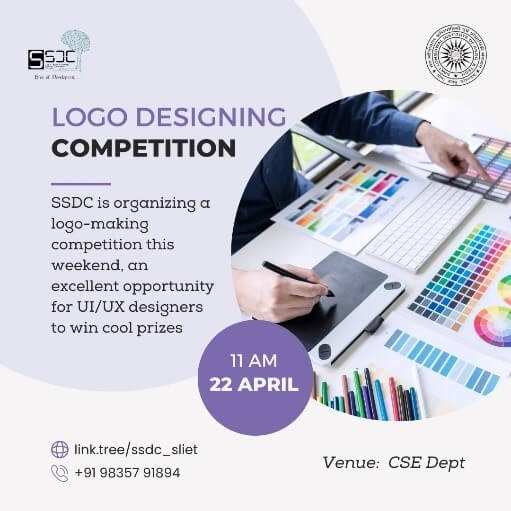 SSDC
LOGO DESIGNING
COMPETITION
SSDC is organizing a
logo-making
competition this
weekend, an
excellent opportunity
for UI/UX designers
to win cool prizes
11 AM
22 APRIL
link.tree/ssdc_sliet
+91 98357 91894
Venue: CSE Dept